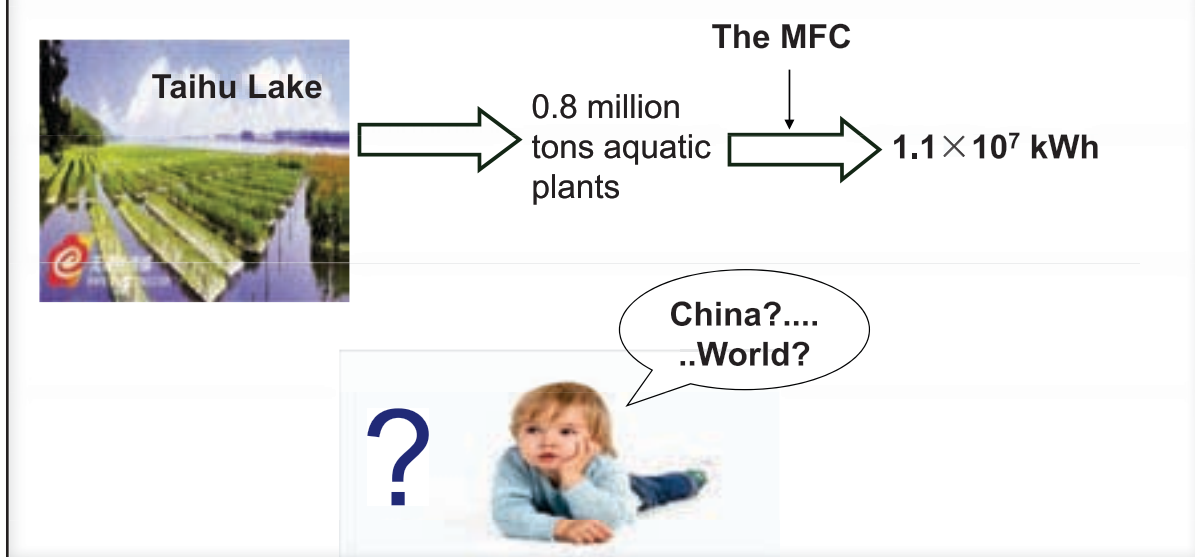 The MFC
Taihu Lake
0.8 million
tons aquatic
plants
1.1×10⁷ kWh
China?....
..World?
?